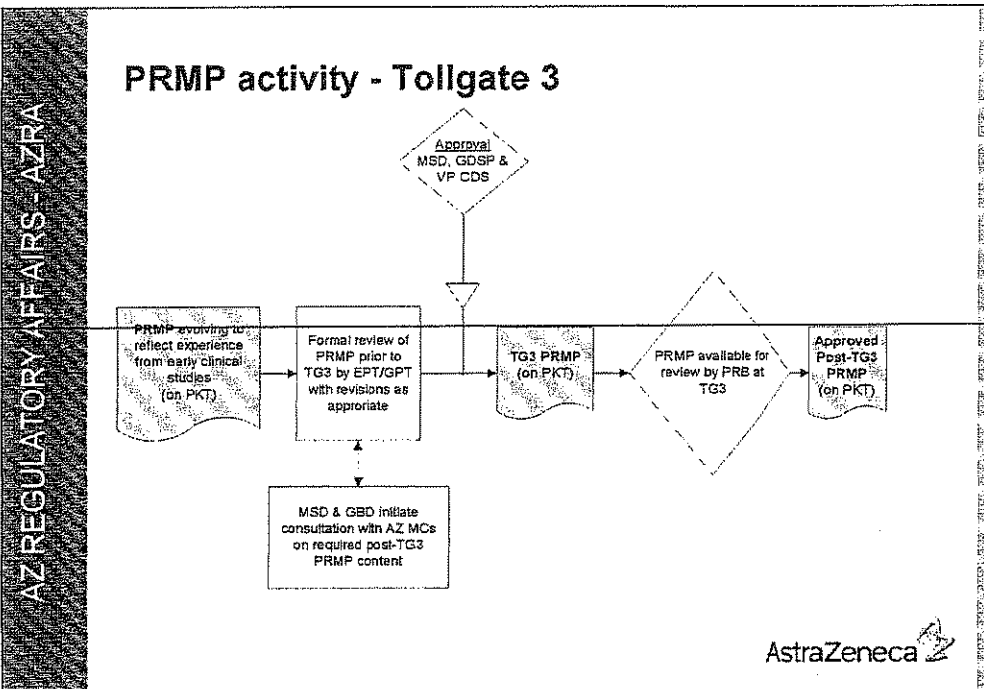 PRMP activity - Tollgate 3
AZ REGULATORY AFFAIRS - AZRA
Approval
MSD, GDSP &
VP CDS
PRMP evolving to
reflect experience
from early clinical
studies
(on PKT)
Formal review of
PRMP prior to
TG3 by EPT/GPT
with revisions as
approriate
TG3 PRMP
(on PKT)
PRMP available for
review by PRB at
TG3
Approved
Post-TG3
PRMP
(on PKT)
MSD & GBD initiate
consultation with AZ MCs
on required post-TG3
PRMP content
AstraZeneca